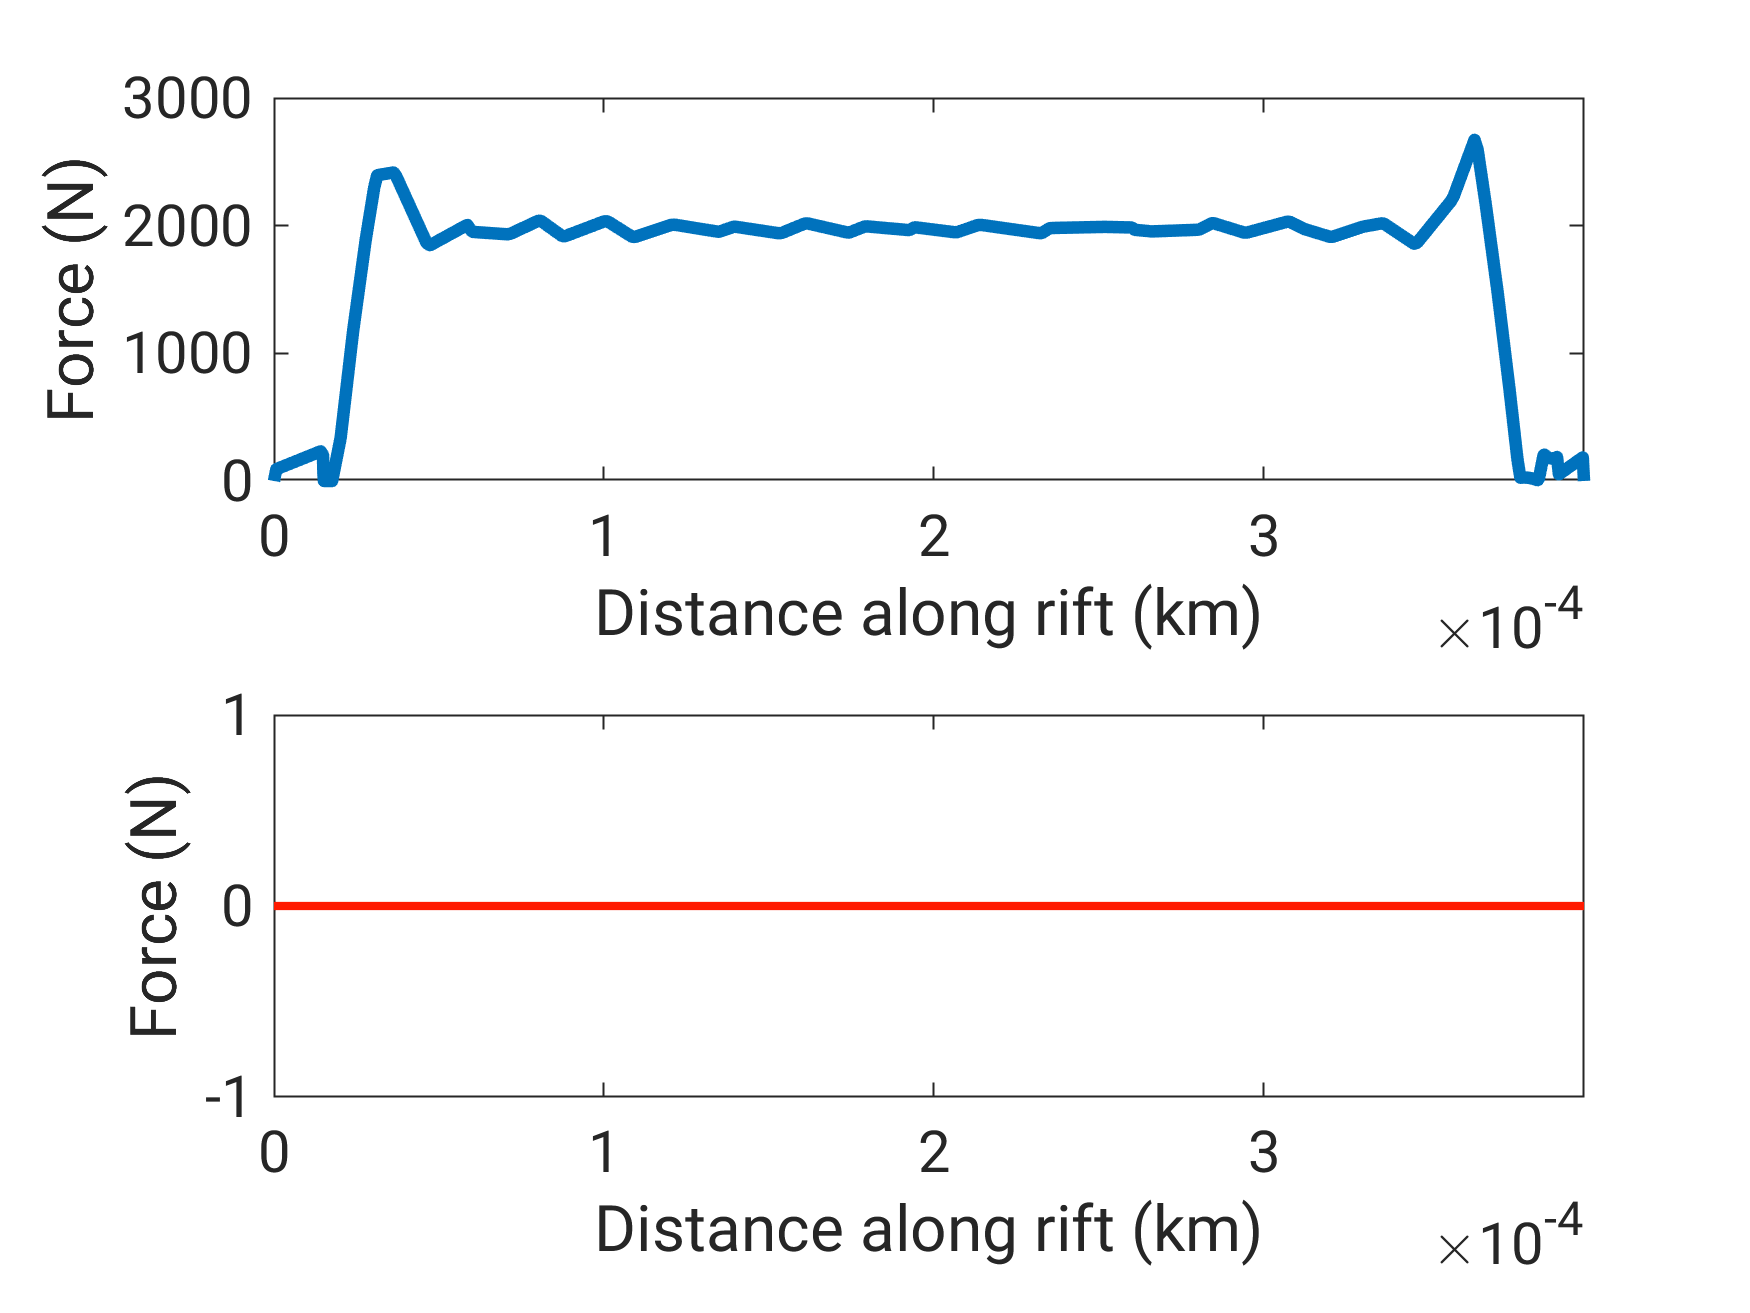 3000
2000
1000
0
Force (N)
0 1 2 3
Distance along rift (km)
×10-4
1
0
-1
Force (N)
0 1 2 3
Distance along rift (km)
×10-4